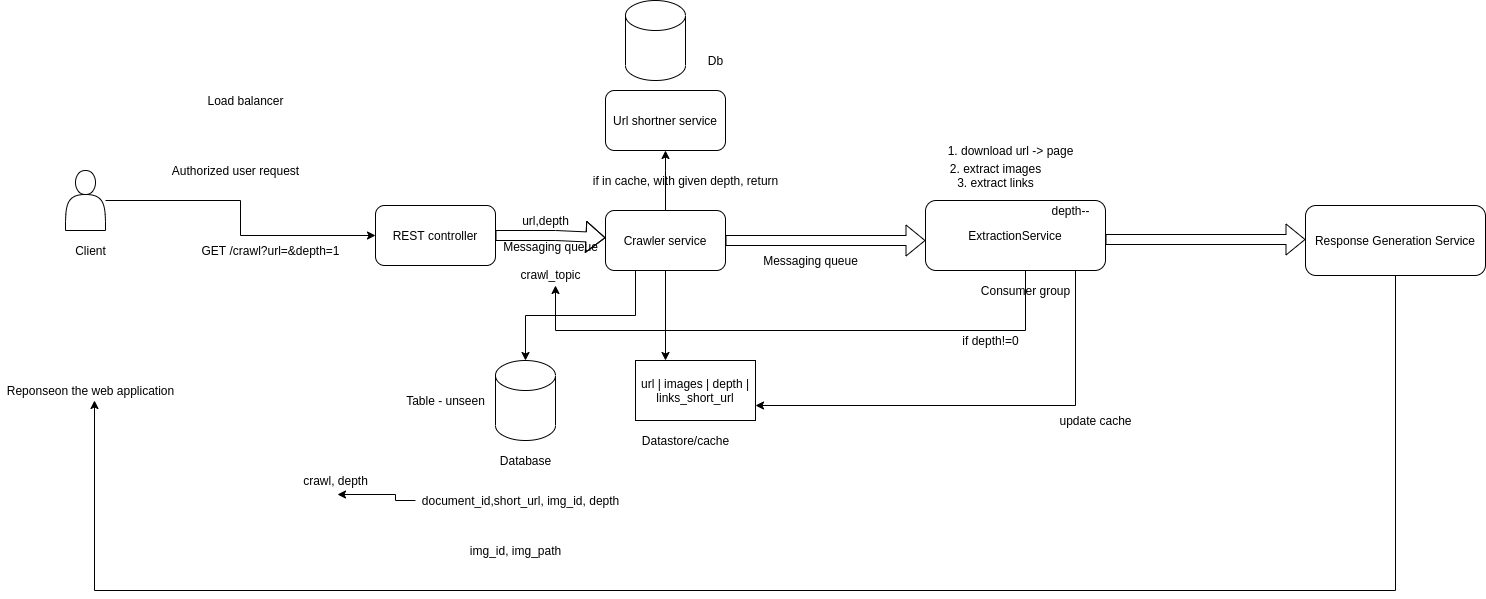 Db
Load balancer
Url shortner service
1. download url -> page
Authorized user request
2. extract images
if in cache, with given depth, return
3. extract links
url,depth
depth--
REST controller
Crawler service
ExtractionService
Response Generation Service
Client
GET /crawl?url=&depth=1
Messaging queue
Messaging queue
crawl_topic
Consumer group
if depth!=0
Reponseon the web application
url | images | depth |
links_short_url
Table - unseen
update cache
Datastore/cache
Database
crawl, depth
document_id,short_url, img_id, depth
img_id, img_path